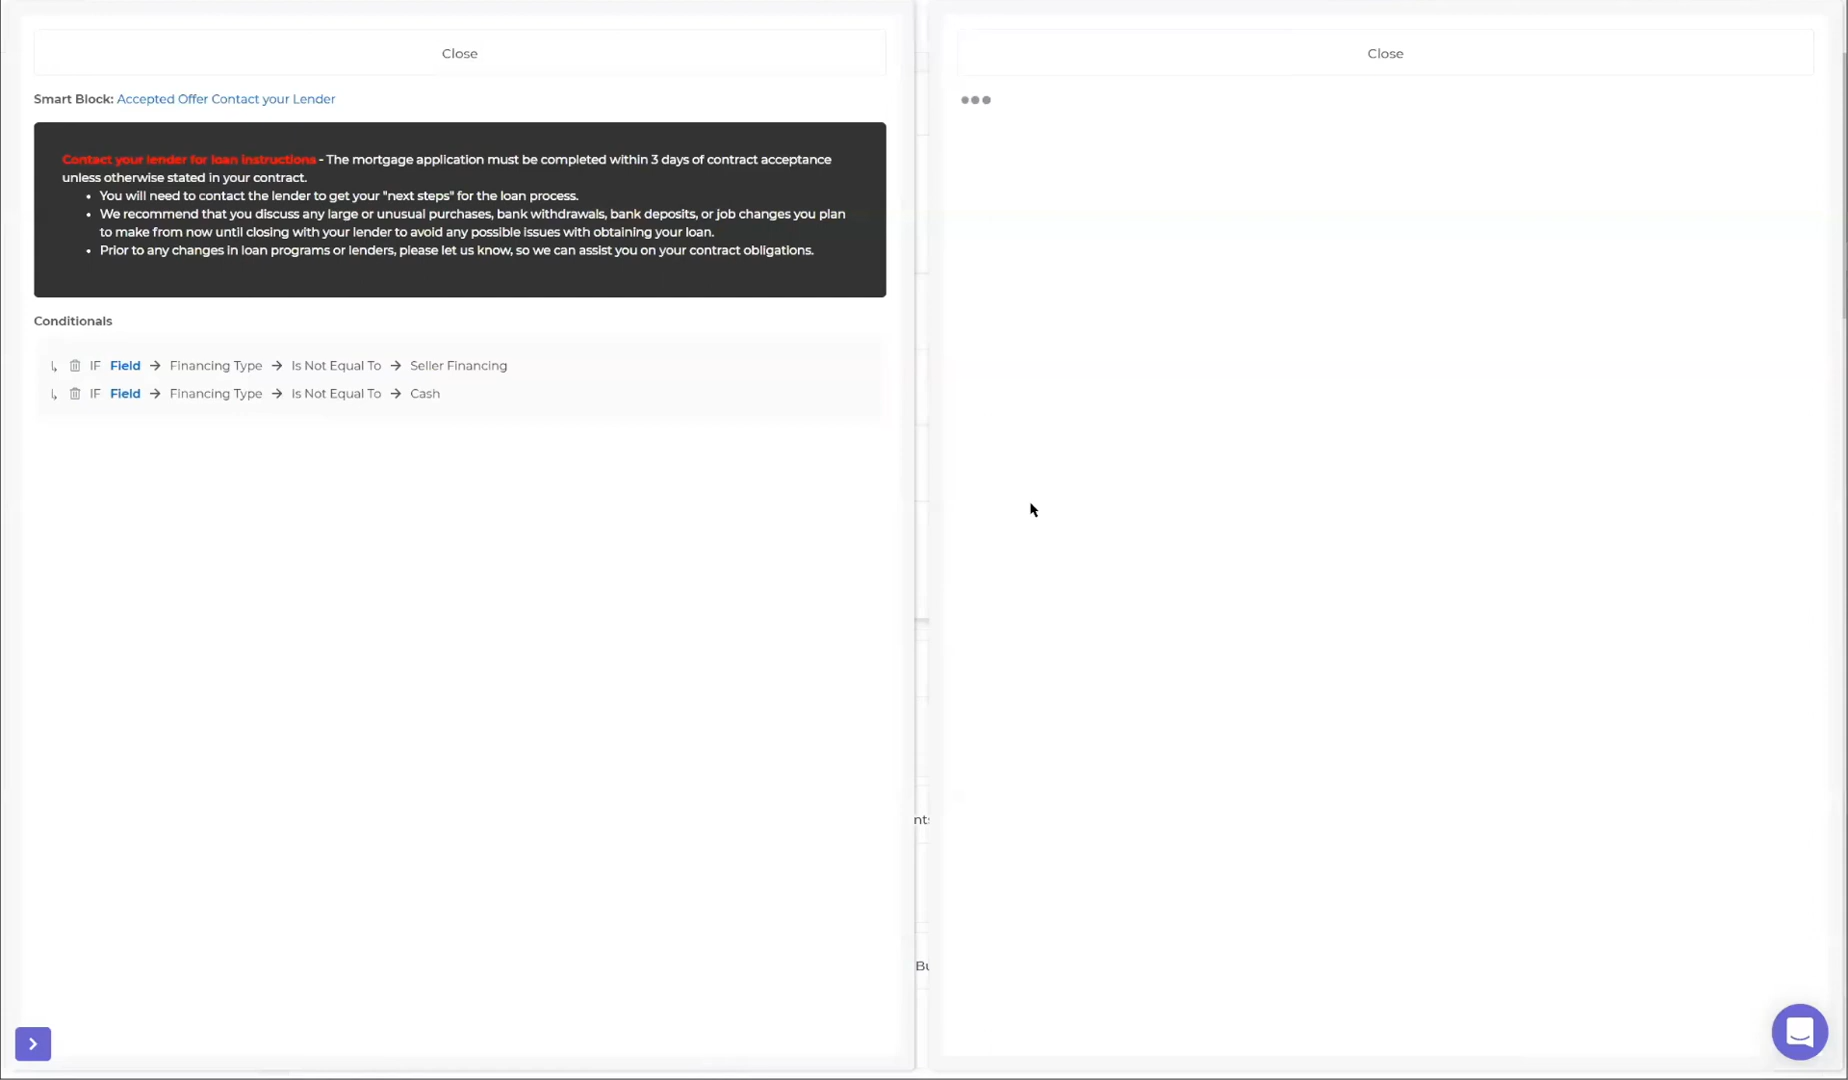 Close
Smart Block: Accepted Offer Contact your Lender
Contact your lender for loan instructions - The mortgage application must be completed within 3 days of contract acceptance
unless otherwise stated in your contract.
• You will need to contact the lender to get your "next steps" for the loan process.
• We recommend that you discuss any large or unusual purchases, bank withdrawals, bank deposits, or job changes you plan
to make from now until closing with your lender to avoid any possible issues with obtaining your loan.
• Prior to any changes in loan programs or lenders, please let us know, so we can assist you on your contract obligations.
Conditionals
IF Field → Financing Type → Is Not Equal To → Seller Financing
IF Field → Financing Type → Is Not Equal To → Cash
nts
Bu
Close